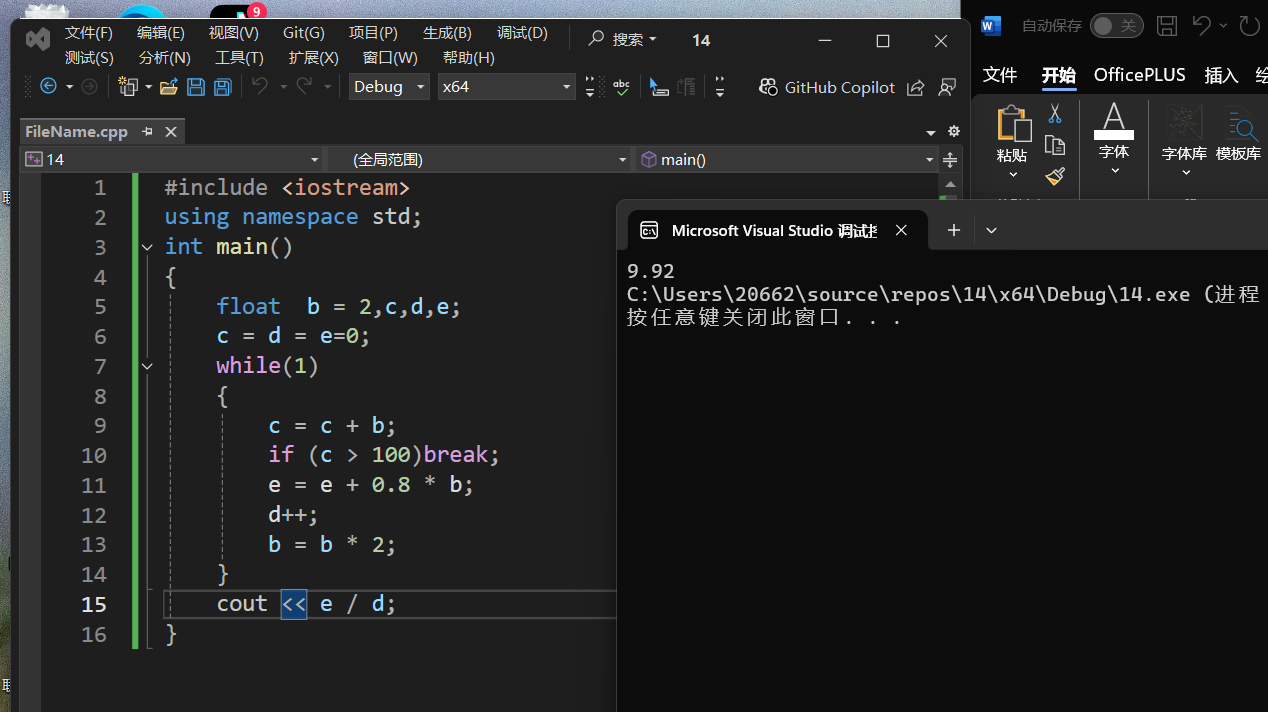 9
文件(F) 编辑(E) 视图(V) Git(G) 项目(P) 生成(B) 调试(D) 搜索 14
测试(S) 分析(N) 工具(T) 扩展(X) 窗口(W) 帮助(H)
Debug x64 abc GitHub Copilot
FileName.cpp
14 (全局范围) main()
1 #include <iostream>
2 using namespace std;
3 int main()
4 {
5 float  b = 2,c,d,e;
6 c = d = e=0;
7 while(1)
8 {
9 c = c + b;
10 if (c > 100)break;
11 e = e + 0.8 * b;
12 d++;
13 b = b * 2;
14 }
15 cout << e / d;
16 }
W 自动保存 关
文件 开始 OfficePLUS 插入
粘贴 字体 字体库 模板库
Microsoft Visual Studio 调试
9.92
C:\Users\20662\source\repos\14\x64\Debug\14.exe (进程
按任意键关闭此窗口. . .